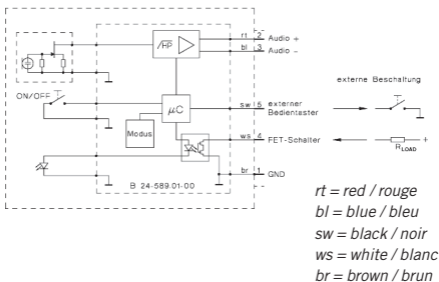 /HP
rt 2 Audio +
bl 3 Audio -
externe Beschaltung
ON/OFF
µC
sw 5 externer
Bedientaster
Modus
ws 4 FET-Schalter
RLOAD
+
br 1 GND
B 24-589.01-00
rt = red / rouge
bl = blue / bleu
sw = black / noir
ws = white / blanc
br = brown / brun